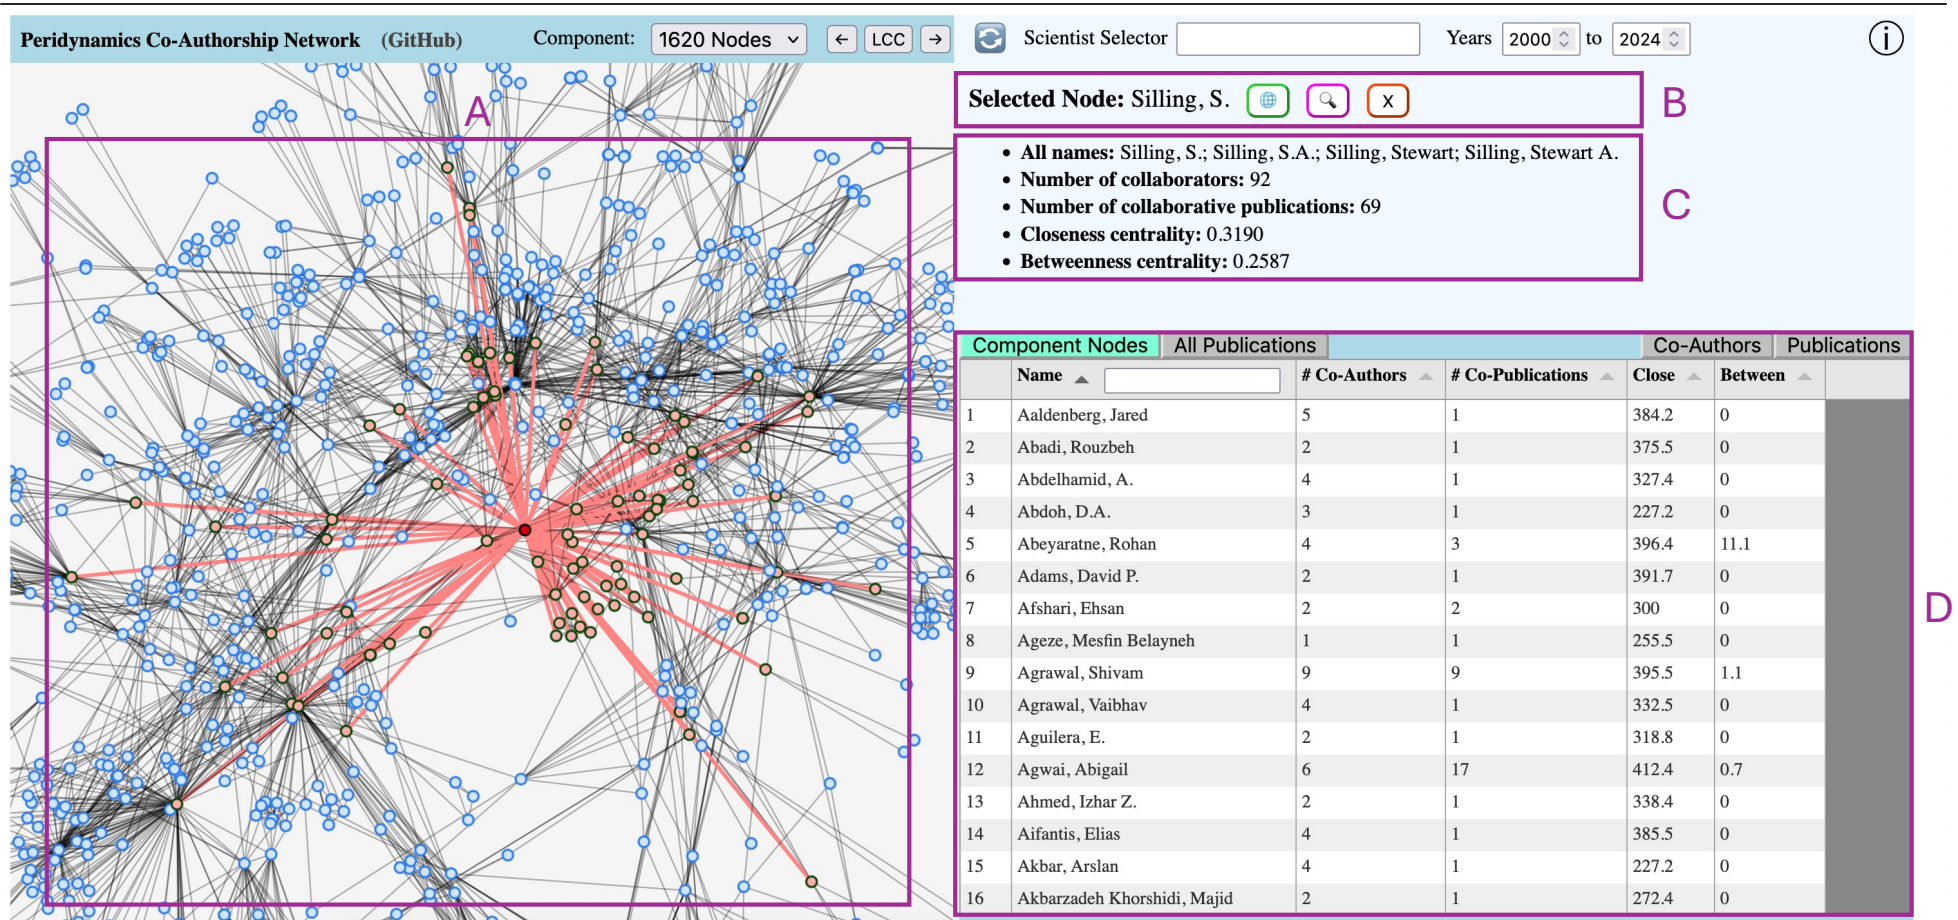 Peridynamics Co-Authorship Network (GitHub) Component: 1620 Nodes ← LCC → Scientist Selector Years 2000 to 2024 i
A
Selected Node: Silling, S. X
B
• All names: Silling, S.; Silling, S.A.; Silling, Stewart; Silling, Stewart A.
• Number of collaborators: 92
• Number of collaborative publications: 69
• Closeness centrality: 0.3190
• Betweenness centrality: 0.2587
C
Component Nodes All Publications Co-Authors Publications
Name # Co-Authors # Co-Publications Close Between
1 Aaldenberg, Jared 5 1 384.2 0
2 Abadi, Rouzbeh 2 1 375.5 0
3 Abdelhamid, A. 4 1 327.4 0
4 Abdoh, D.A. 3 1 227.2 0
5 Abeyaratne, Rohan 4 3 396.4 11.1
6 Adams, David P. 2 1 391.7 0
7 Afshari, Ehsan 2 2 300 0
8 Ageze, Mesfin Belayneh 1 1 255.5 0
9 Agrawal, Shivam 9 9 395.5 1.1
10 Agrawal, Vaibhav 4 1 332.5 0
11 Aguilera, E. 2 1 318.8 0
12 Agwai, Abigail 6 17 412.4 0.7
13 Ahmed, Izhar Z. 2 1 338.4 0
14 Aifantis, Elias 4 1 385.5 0
15 Akbar, Arslan 4 1 227.2 0
16 Akbarzadeh Khorshidi, Majid 2 1 272.4 0
D